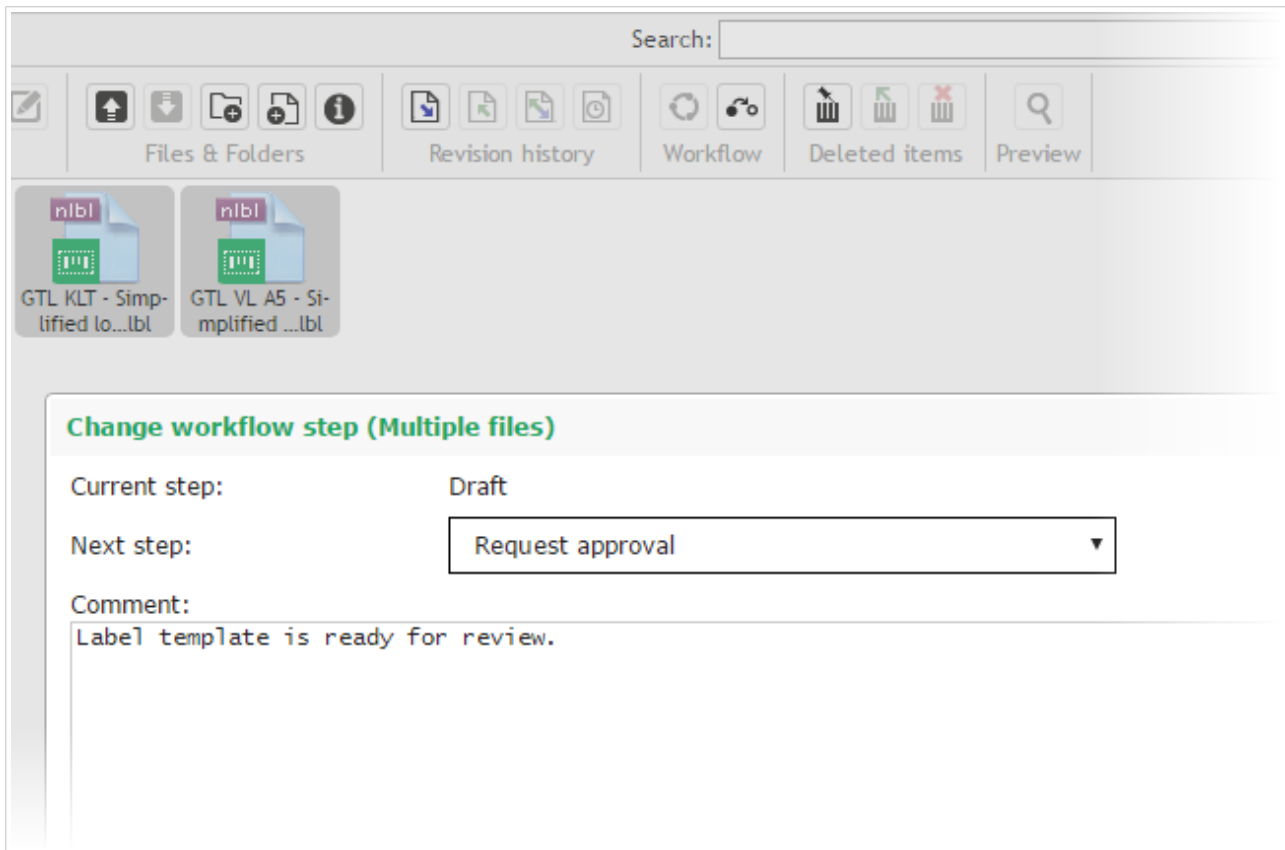 Search:
Files & Folders
Revision history
Workflow
Deleted items
Preview
nlbl
nlbl
GTL KLT - Simp-
lified lo...lbl
GTL VL A5 - Si-
mplified ...lbl
Change workflow step (Multiple files)
Current step: Draft
Next step: Request approval
Comment:
Label template is ready for review.